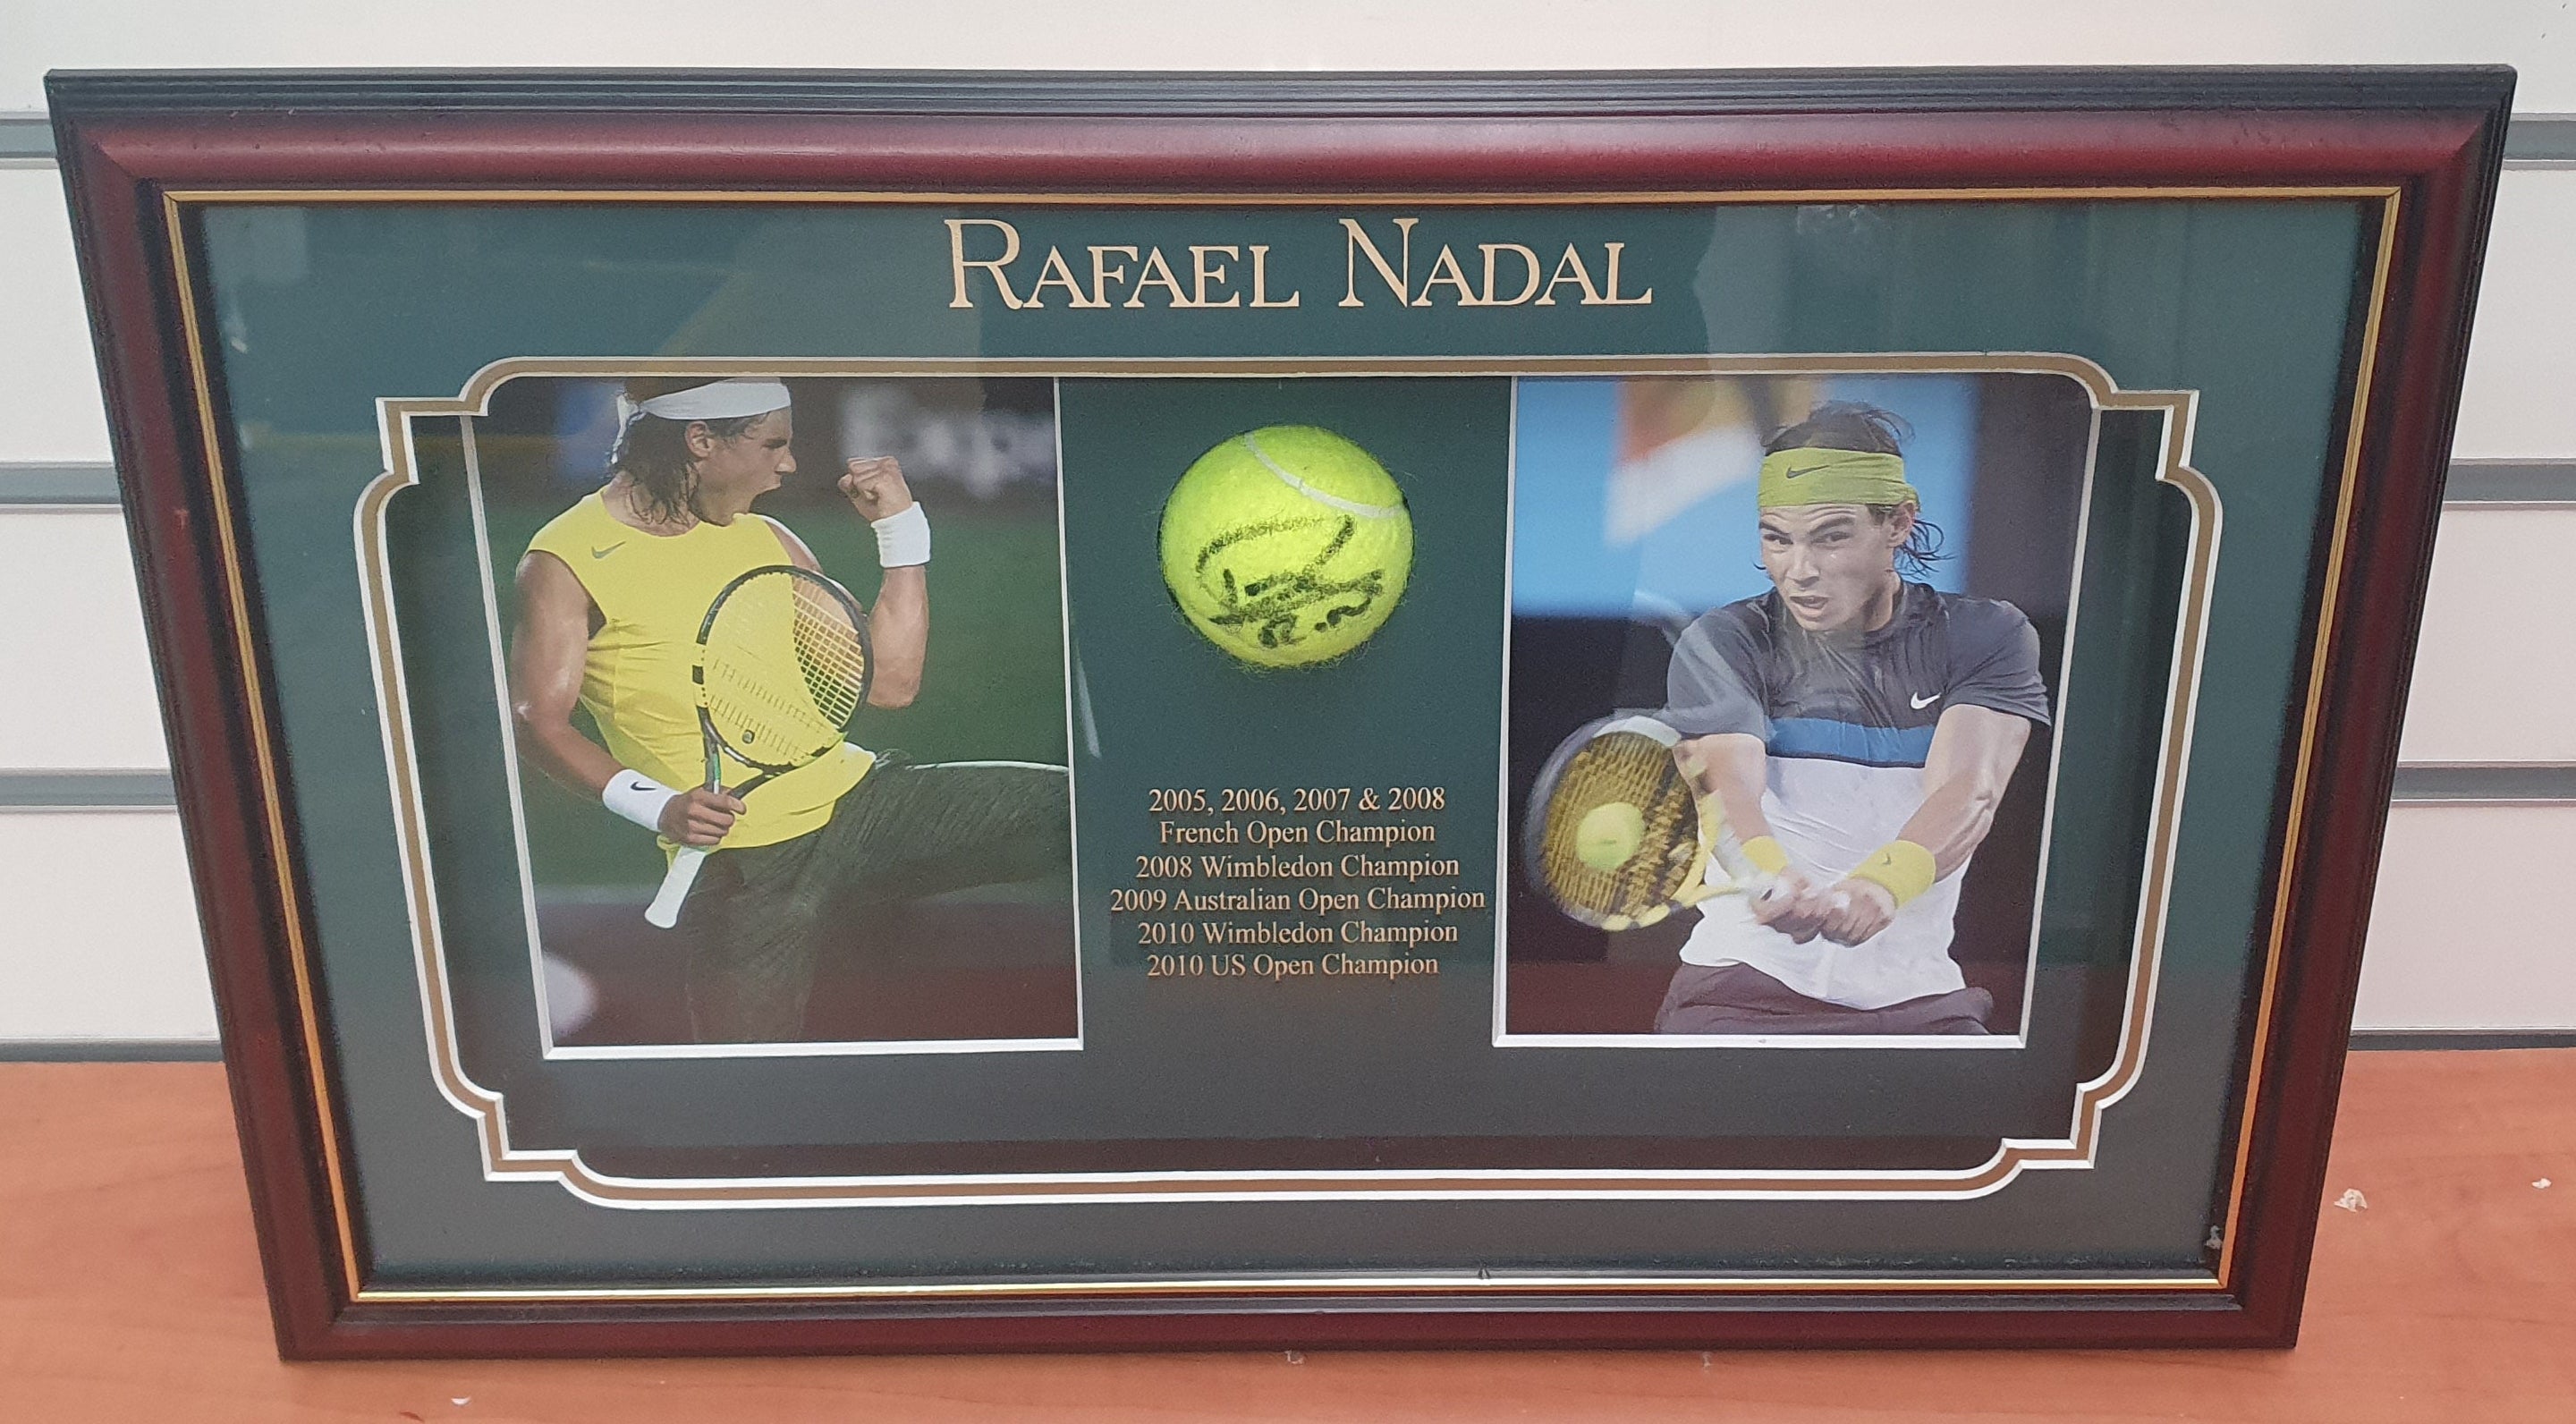 RAFAEL NADAL
2005, 2006, 2007 & 2008
French Open Champion
2008 Wimbledon Champion
2009 Australian Open Champion
2010 Wimbledon Champion
2010 US Open Champion